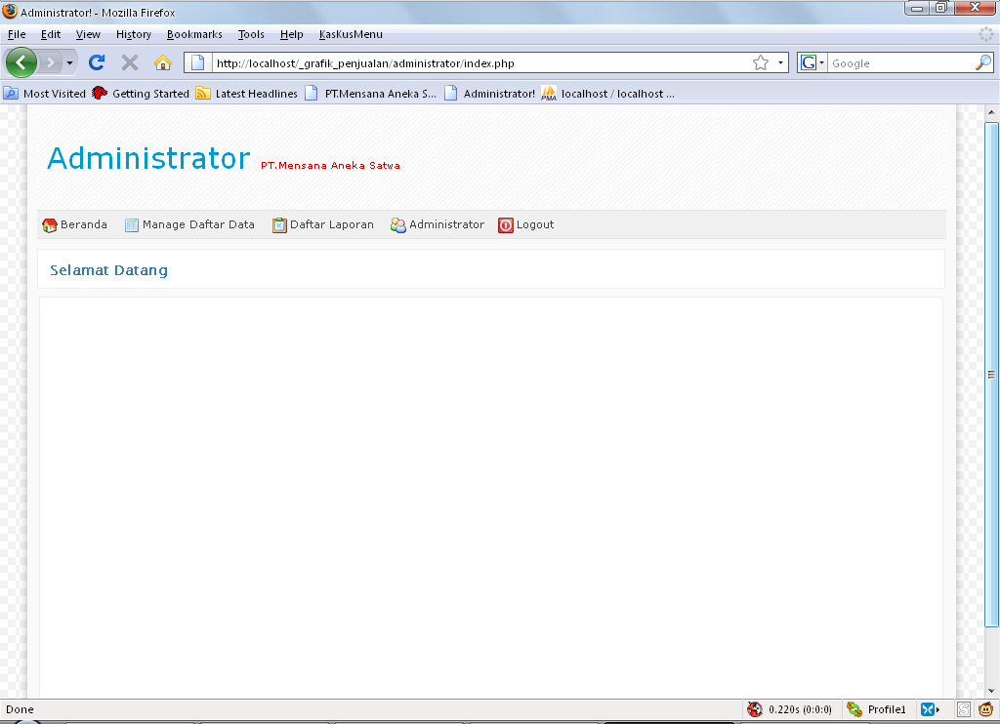 Administrator! - Mozilla Firefox
File Edit View History Bookmarks Tools Help KasKusMenu
http://localhost/_grafik_penjualan/administrator/index.php G Google
Most Visited Getting Started Latest Headlines PT.Mensana Aneka S... Administrator! PMA localhost / localhost ...
Administrator PT.Mensana Aneka Satwa
Beranda Manage Daftar Data Daftar Laporan Administrator Logout
Selamat Datang
Done 0.220s (0:0:0) Profile1 S